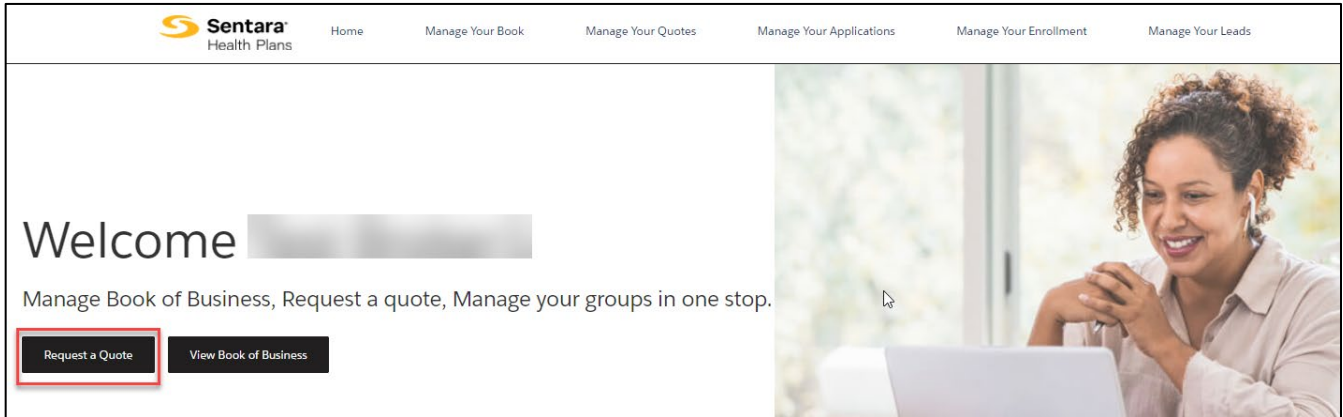 Sentara
Health Plans
Home Manage Your Book Manage Your Quotes Manage Your Applications Manage Your Enrollment Manage Your Leads
Welcome
Manage Book of Business, Request a quote, Manage your groups in one stop.
Request a Quote View Book of Business